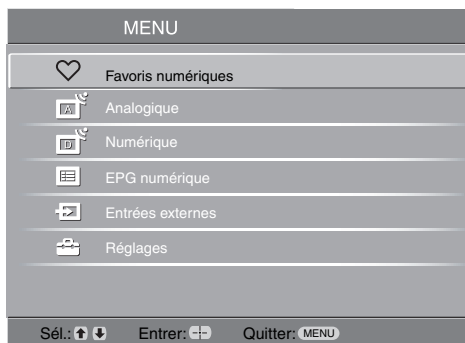 MENU
Favoris numériques
A Analogique
D Numérique
EPG numérique
Entrées externes
Réglages
Sél.: Entrer: Quitter: MENU